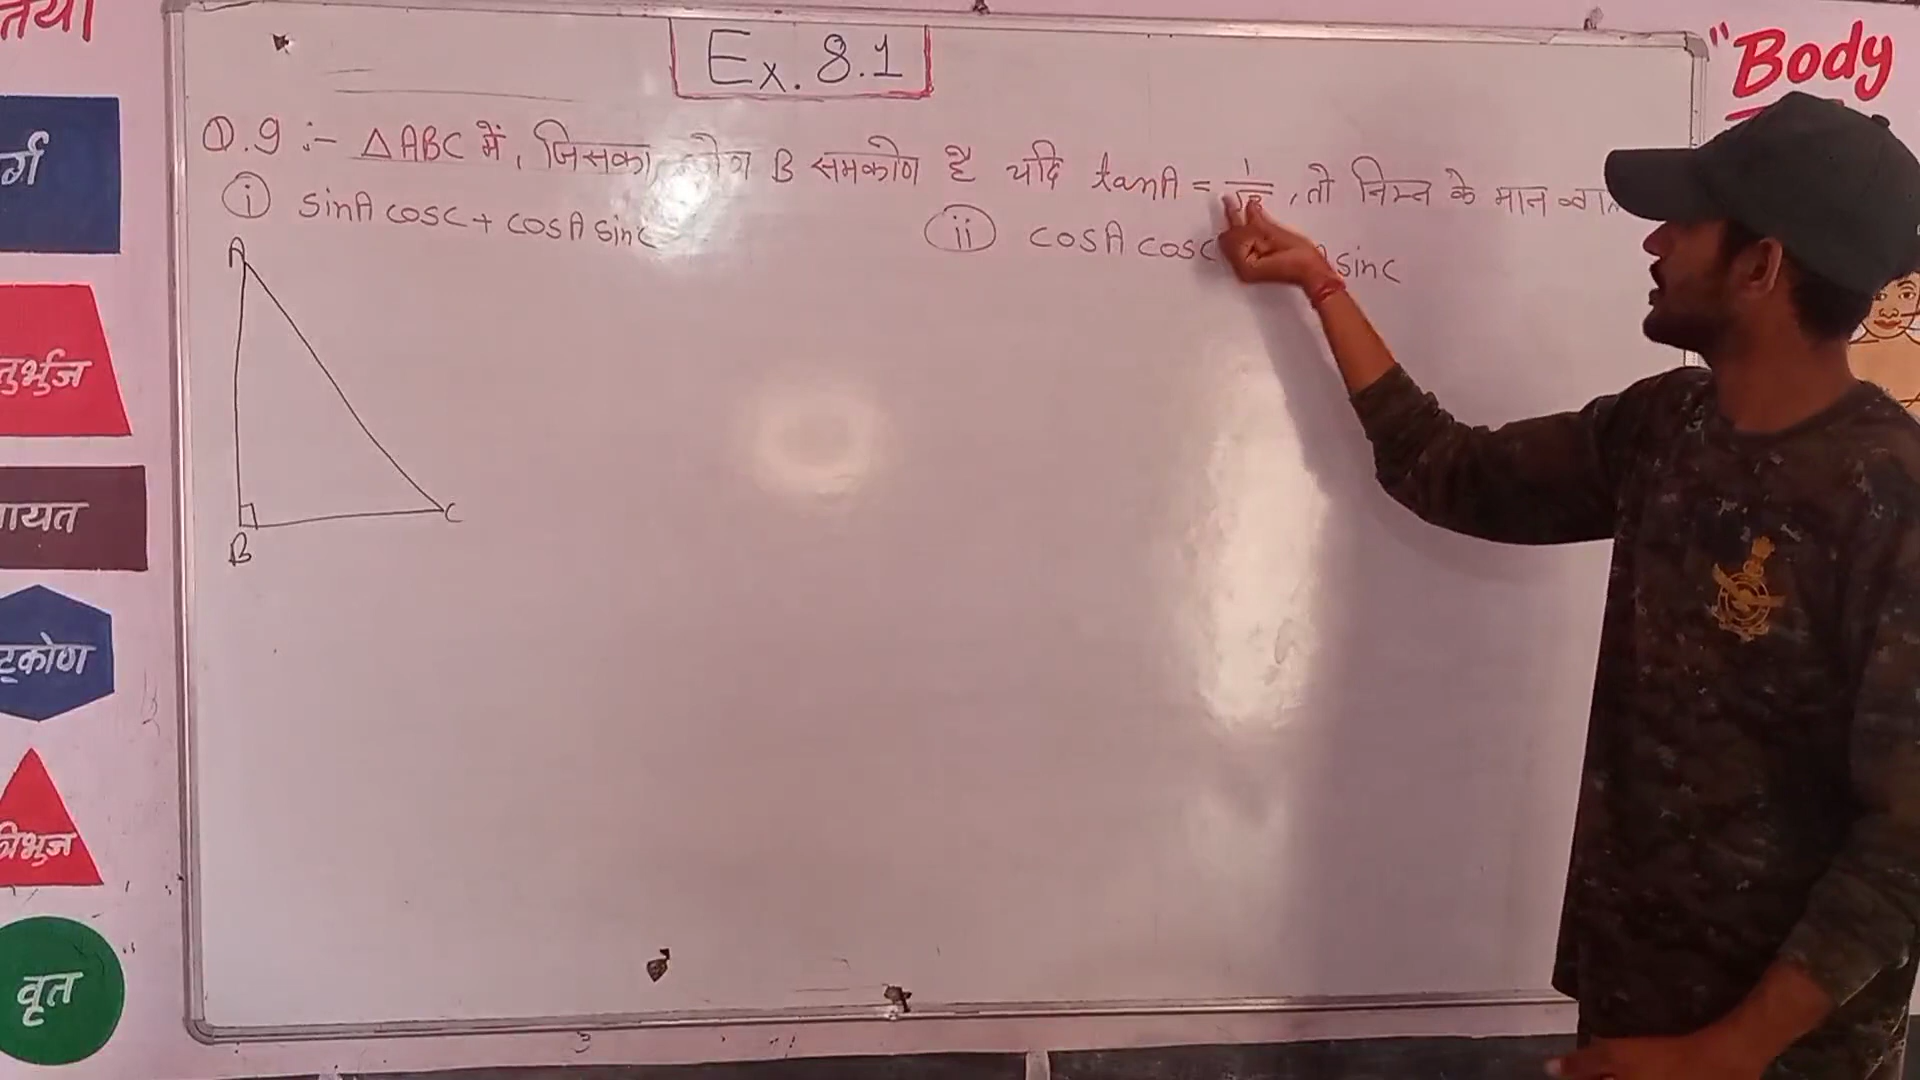 Ex. 8.1
"Body
Q.9 :- △ABC में, जिसका कोण B समकोण है यदि tanA = 1/√3, तो निम्न के मान
i sinA cosC + cosA sinC
ii cosA cosC sinC
A
B
C
वृत